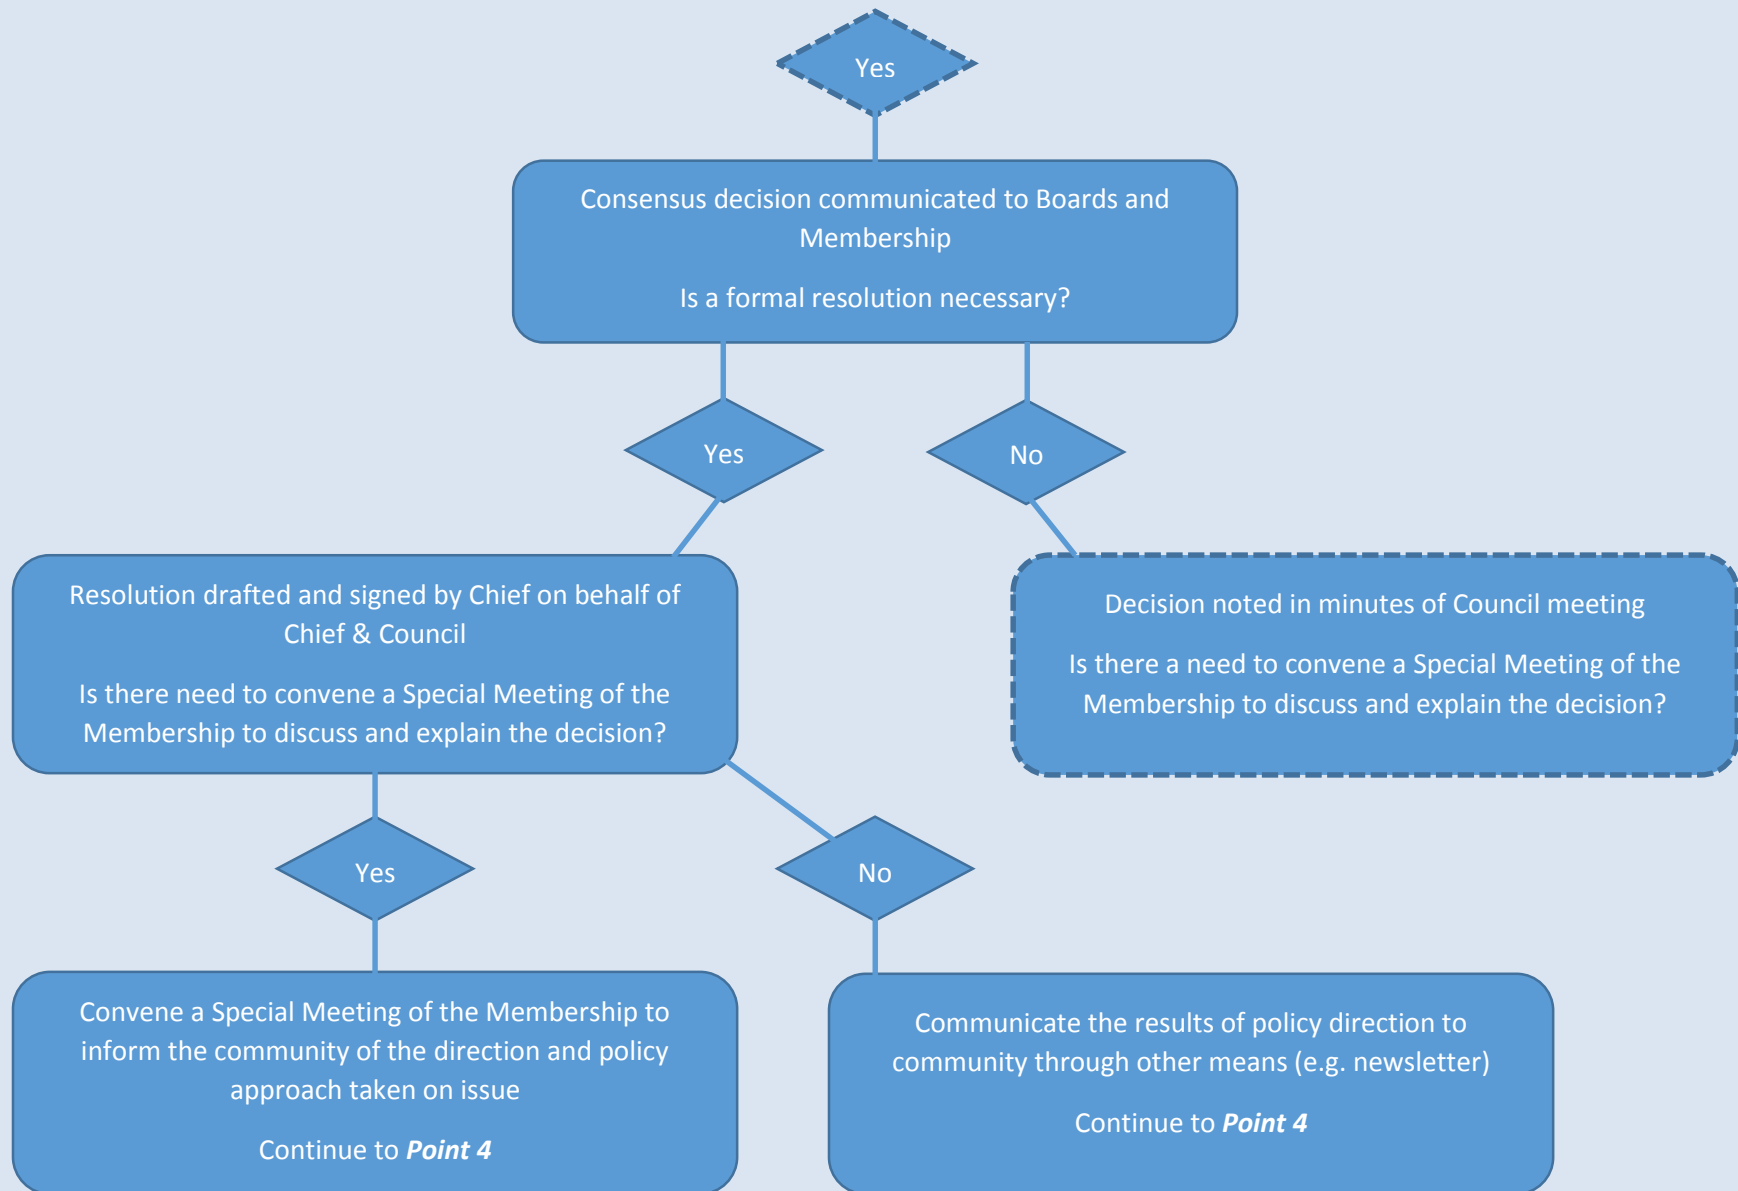 Yes
Consensus decision communicated to Boards and
Membership
Is a formal resolution necessary?
Yes
No
Resolution drafted and signed by Chief on behalf of
Chief & Council
Is there need to convene a Special Meeting of the
Membership to discuss and explain the decision?
Decision noted in minutes of Council meeting
Is there a need to convene a Special Meeting of the
Membership to discuss and explain the decision?
Yes
No
Convene a Special Meeting of the Membership to
inform the community of the direction and policy
approach taken on issue
Continue to Point 4
Communicate the results of policy direction to
community through other means (e.g. newsletter)
Continue to Point 4